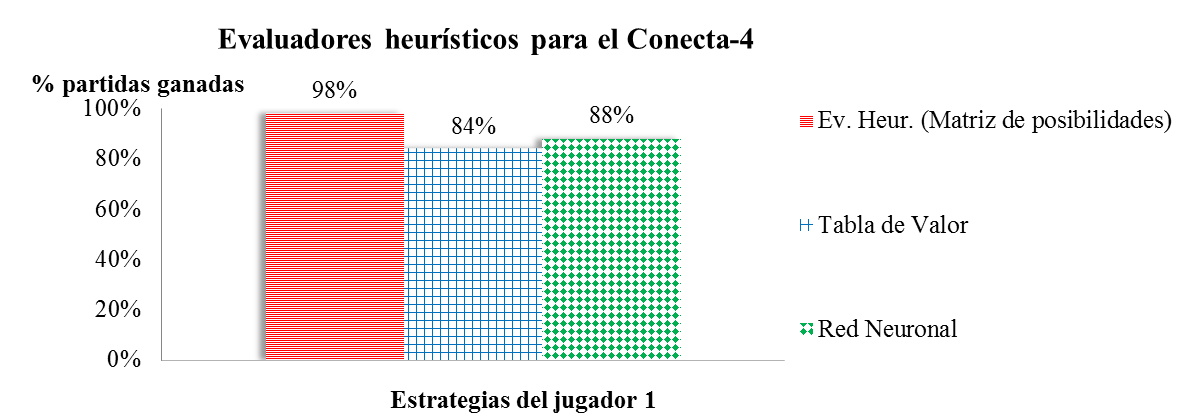 Evaluadores heurísticos para el Conecta-4
% partidas ganadas
98%
84%
88%
100%
80%
60%
40%
20%
0%
Ev. Heur. (Matriz de posibilidades)
Tabla de Valor
Red Neuronal
Estrategias del jugador 1